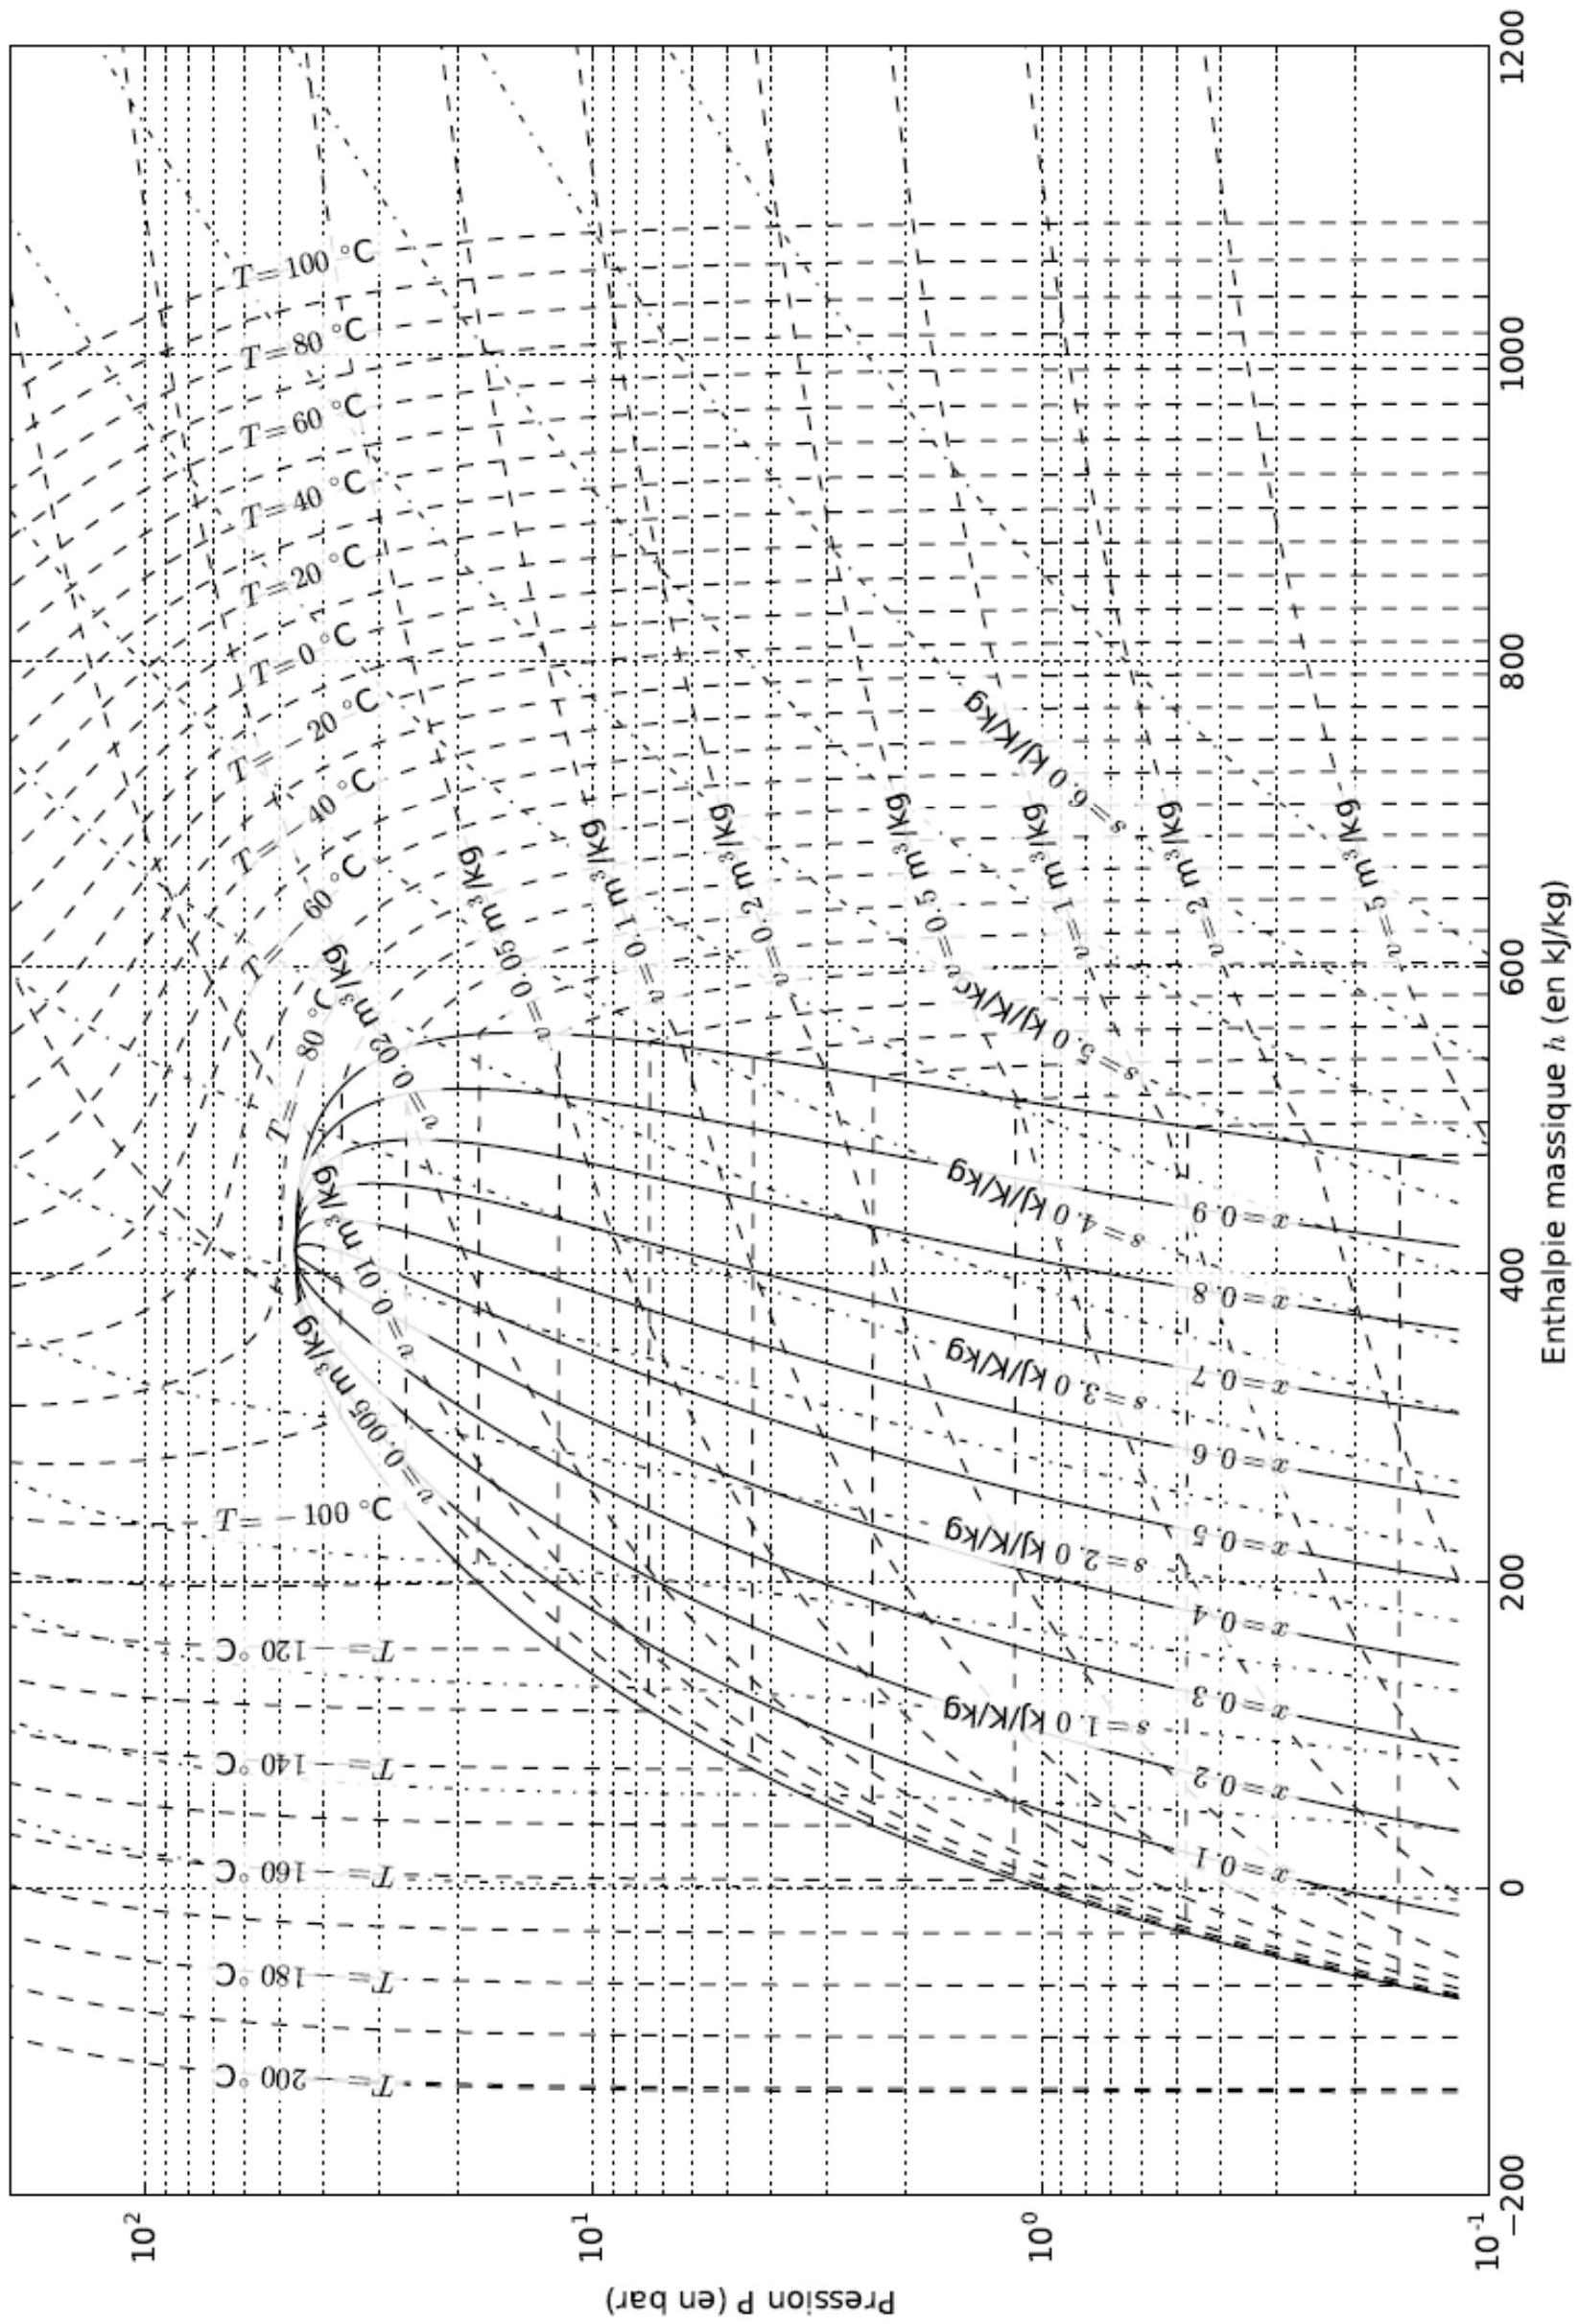 Pression P (en bar)
10²
10¹
10⁰
10⁻¹
−200
0
200
400
600
800
1000
1200
Enthalpie massique h (en kJ/kg)
T=−200 °C
T=−180 °C
T=−160 °C
T=−140 °C
T=−120 °C
T=−100 °C
T=−80 °C
T=−60 °C
T=−40 °C
T=−20 °C
T=0 °C
T=20 °C
T=40 °C
T=60 °C
T=80 °C
T=100 °C
v=0.005 m³/kg
v=0.01 m³/kg
v=0.02 m³/kg
v=0.05 m³/kg
v=0.1 m³/kg
v=0.2 m³/kg
v=0.5 m³/kg
v=1 m³/kg
v=2 m³/kg
v=5 m³/kg
s=1.0 kJ/K/kg
s=2.0 kJ/K/kg
s=3.0 kJ/K/kg
s=4.0 kJ/K/kg
s=5.0 kJ/K/kg
s=6.0 kJ/K/kg
x=0.1
x=0.2
x=0.3
x=0.4
x=0.5
x=0.6
x=0.7
x=0.8
x=0.9